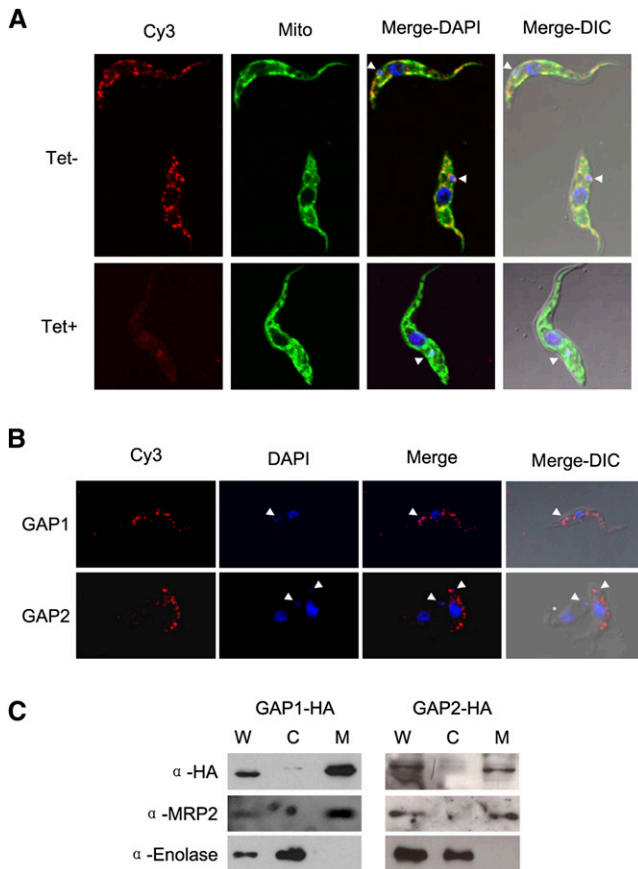 A
Cy3 Mito Merge-DAPI Merge-DIC
Tet-
Tet+
B
Cy3 DAPI Merge Merge-DIC
GAP1
GAP2
*
C
GAP1-HA GAP2-HA
W C M W C M
α-HA
α-MRP2
α-Enolase